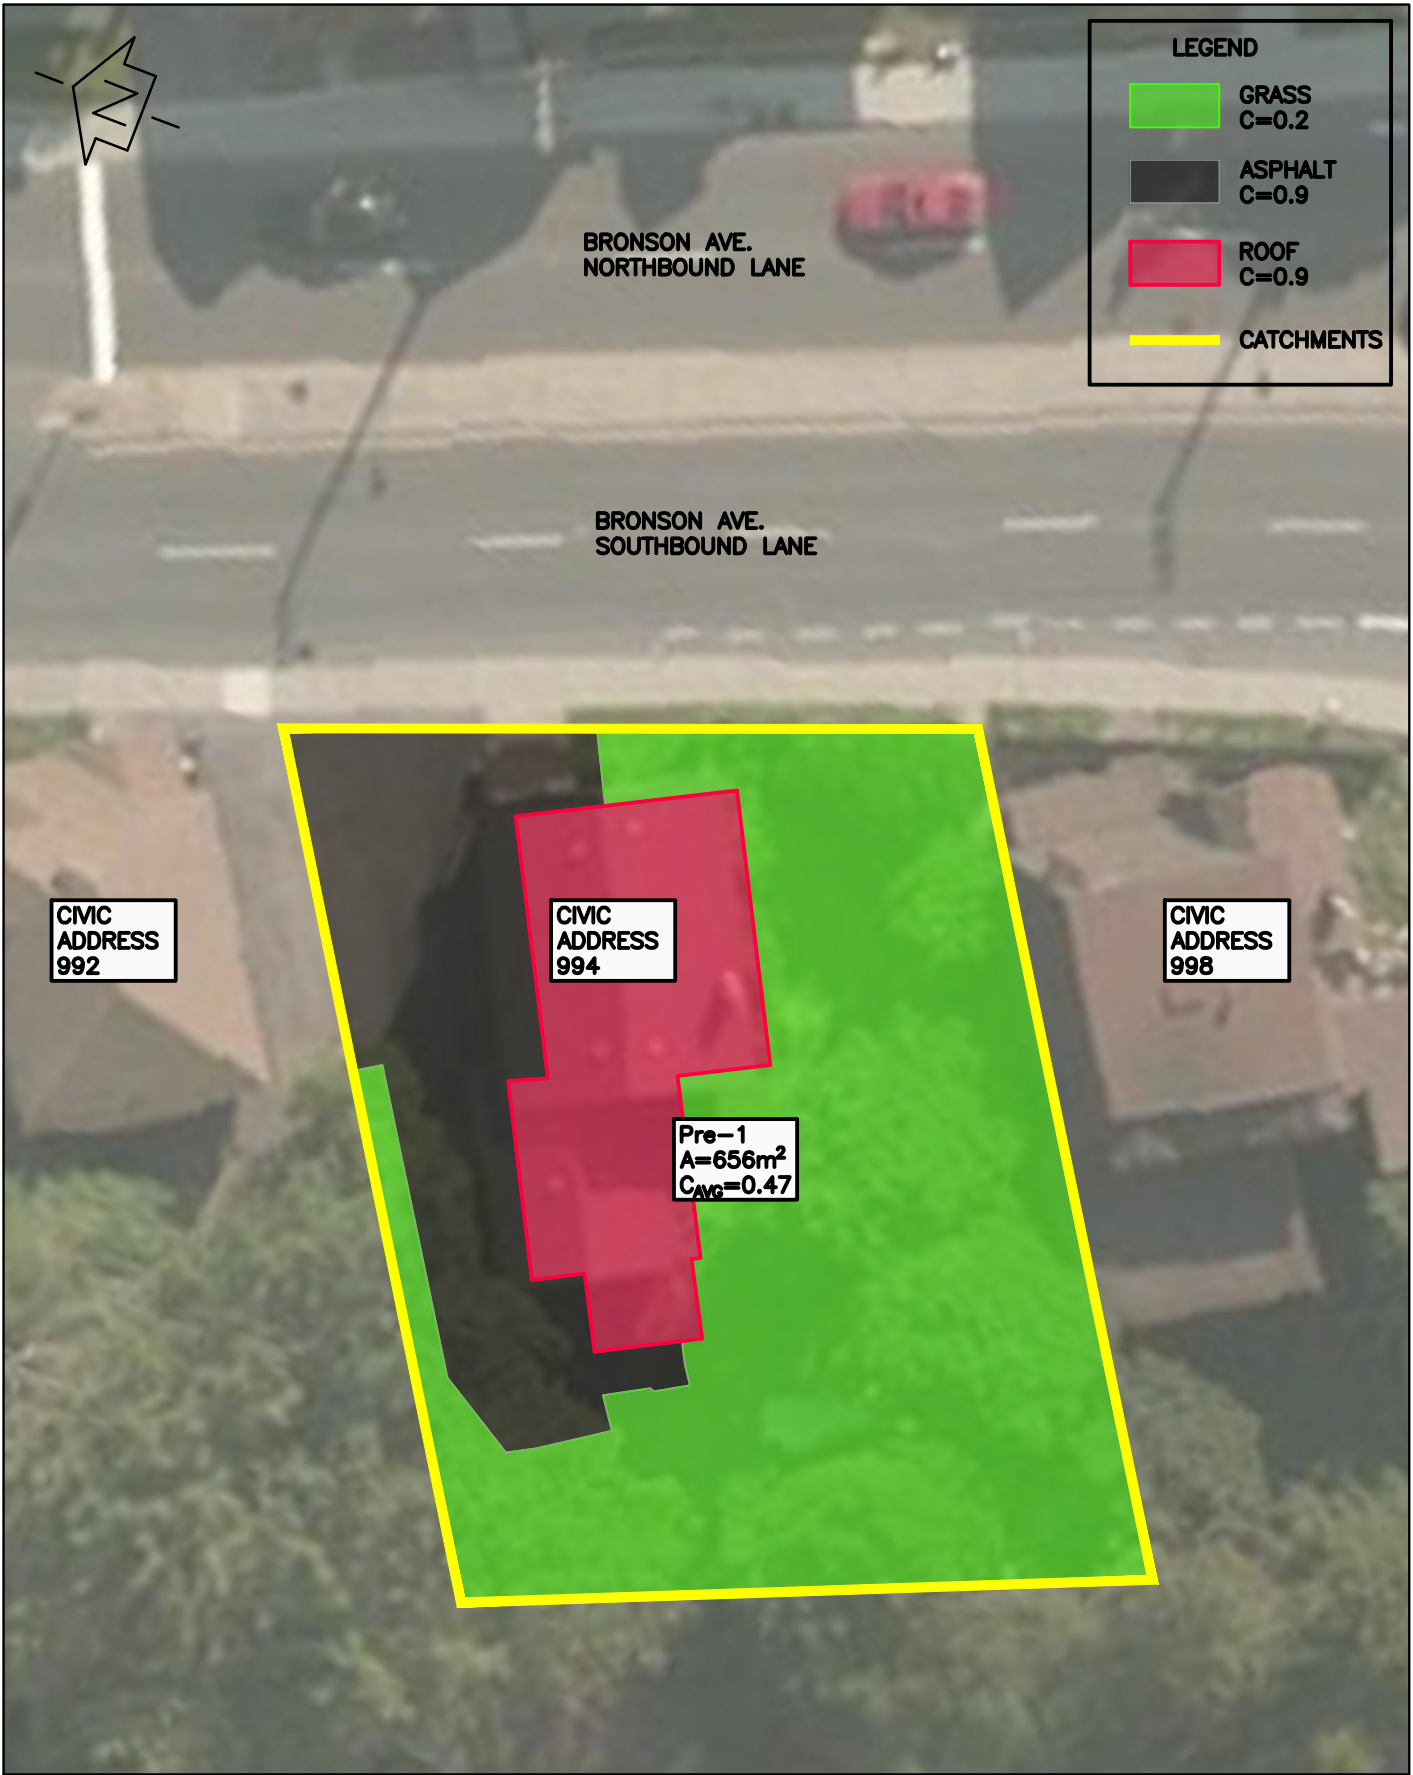 N
LEGEND
GRASS
C=0.2
ASPHALT
C=0.9
ROOF
C=0.9
CATCHMENTS
BRONSON AVE.
NORTHBOUND LANE
BRONSON AVE.
SOUTHBOUND LANE
CIVIC
ADDRESS
992
CIVIC
ADDRESS
994
CIVIC
ADDRESS
998
Pre-1
A=656m²
CAVG=0.47